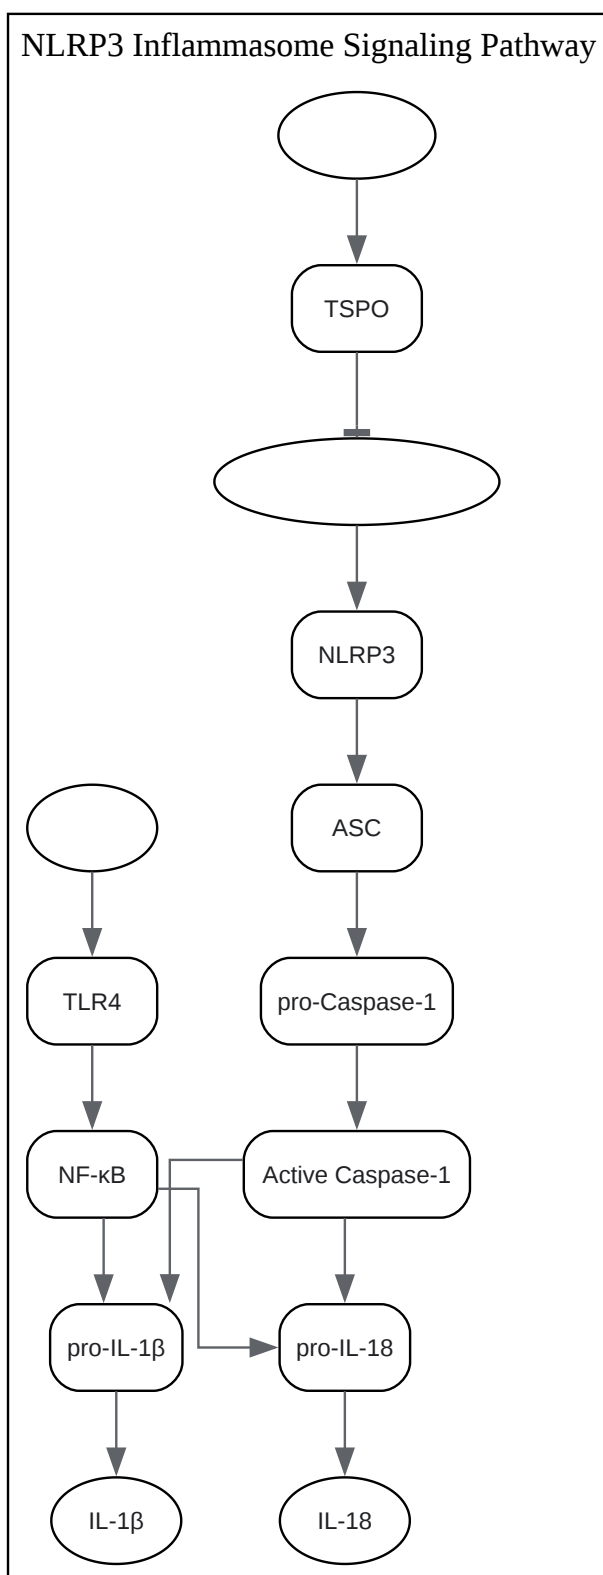 NLRP3 Inflammasome Signaling Pathway
TSPO
NLRP3
ASC
TLR4
pro-Caspase-1
NF-κB
Active Caspase-1
pro-IL-1β
pro-IL-18
IL-1β
IL-18